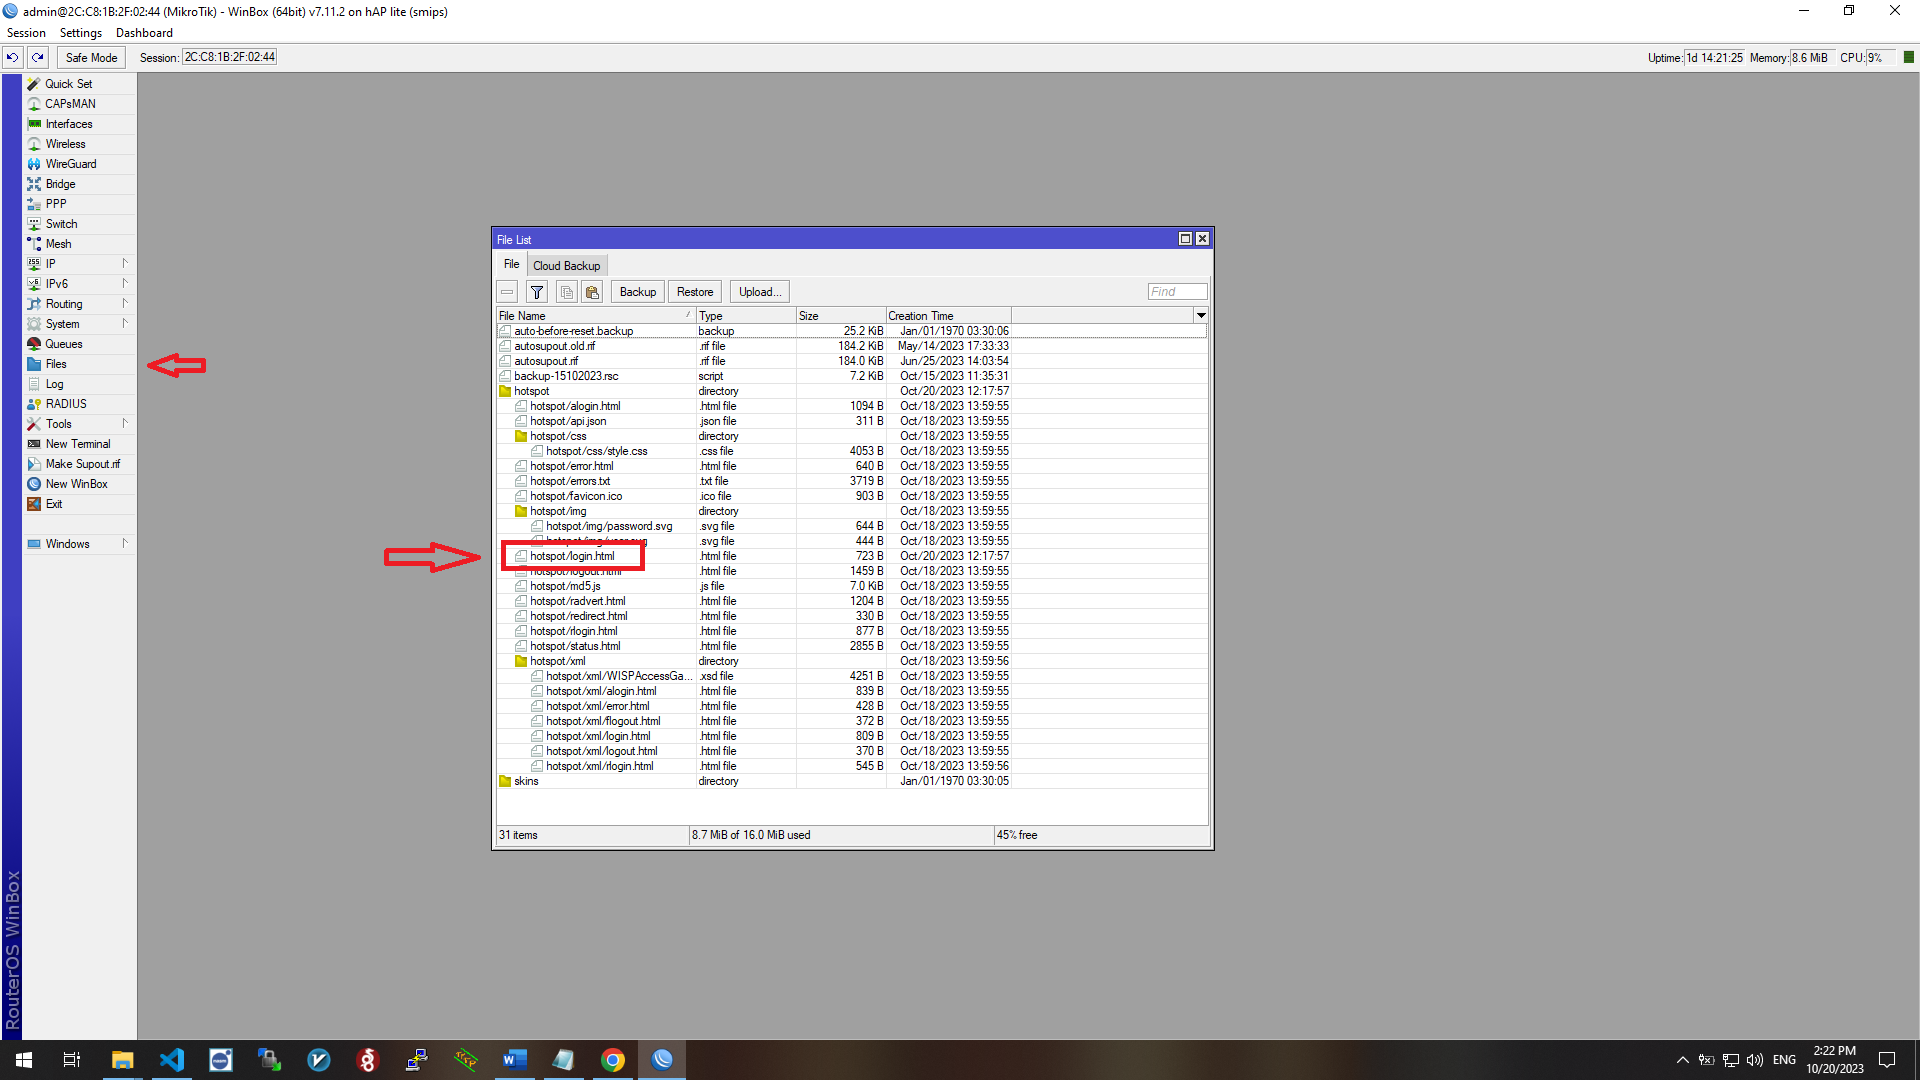 admin@2C:C8:1B:2F:02:44 (MikroTik) - WinBox (64bit) v7.11.2 on hAP lite (smips)
Session Settings Dashboard
Safe Mode Session: 2C:C8:1B:2F:02:44 Uptime: 1d 14:21:25 Memory: 8.6 MiB CPU: 9%
Quick Set
CAPsMAN
Interfaces
Wireless
WireGuard
Bridge
PPP
Switch
Mesh
IP
IPv6
Routing
System
Queues
Files
Log
RADIUS
Tools
New Terminal
Make Supout.rif
New WinBox
Exit
Windows
RouterOS WinBox
File List
File Cloud Backup
Backup Restore Upload... Find
File Name Type Size Creation Time
auto-before-reset.backup backup 25.2 KiB Jan/01/1970 03:30:06
autosupout.old.rif .rif file 184.2 KiB May/14/2023 17:33:33
autosupout.rif .rif file 184.0 KiB Jun/25/2023 14:03:54
backup-15102023.rsc script 7.2 KiB Oct/15/2023 11:35:31
hotspot directory Oct/20/2023 12:17:57
hotspot/alogin.html .html file 1094 B Oct/18/2023 13:59:55
hotspot/api.json .json file 311 B Oct/18/2023 13:59:55
hotspot/css directory Oct/18/2023 13:59:55
hotspot/css/style.css .css file 4053 B Oct/18/2023 13:59:55
hotspot/error.html .html file 640 B Oct/18/2023 13:59:55
hotspot/errors.txt .txt file 3719 B Oct/18/2023 13:59:55
hotspot/favicon.ico .ico file 903 B Oct/18/2023 13:59:55
hotspot/img directory Oct/18/2023 13:59:55
hotspot/img/password.svg .svg file 644 B Oct/18/2023 13:59:55
hotspot/img/user.svg .svg file 444 B Oct/18/2023 13:59:55
hotspot/login.html .html file 723 B Oct/20/2023 12:17:57
hotspot/logout.html .html file 1459 B Oct/18/2023 13:59:55
hotspot/md5.js .js file 7.0 KiB Oct/18/2023 13:59:55
hotspot/radvert.html .html file 1204 B Oct/18/2023 13:59:55
hotspot/redirect.html .html file 330 B Oct/18/2023 13:59:55
hotspot/rlogin.html .html file 877 B Oct/18/2023 13:59:55
hotspot/status.html .html file 2855 B Oct/18/2023 13:59:55
hotspot/xml directory Oct/18/2023 13:59:56
hotspot/xml/WISPAccessGa... .xsd file 4251 B Oct/18/2023 13:59:55
hotspot/xml/alogin.html .html file 839 B Oct/18/2023 13:59:55
hotspot/xml/error.html .html file 428 B Oct/18/2023 13:59:55
hotspot/xml/flogout.html .html file 372 B Oct/18/2023 13:59:55
hotspot/xml/login.html .html file 809 B Oct/18/2023 13:59:55
hotspot/xml/logout.html .html file 370 B Oct/18/2023 13:59:55
hotspot/xml/rlogin.html .html file 545 B Oct/18/2023 13:59:56
skins directory Jan/01/1970 03:30:05
31 items 8.7 MiB of 16.0 MiB used 45% free
ENG 2:22 PM
10/20/2023